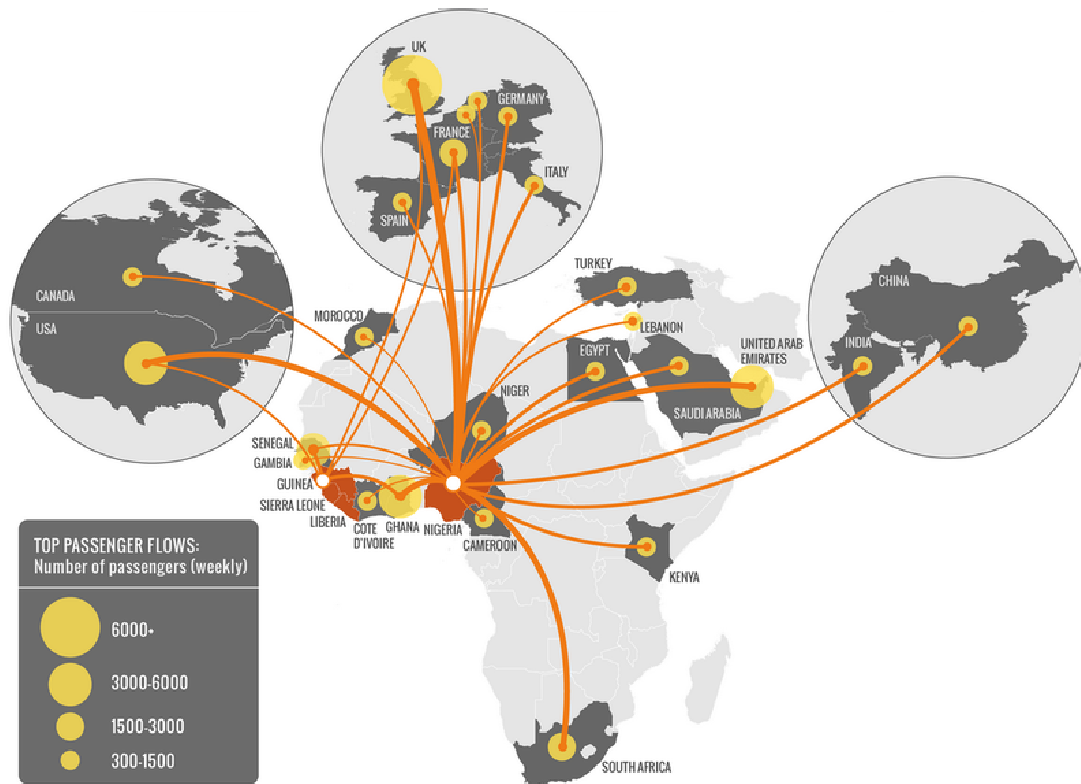 UK
GERMANY
FRANCE
ITALY
SPAIN
CANADA
USA
TURKEY
CHINA
MOROCCO
LEBANON
INDIA
EGYPT
UNITED ARAB
EMIRATES
NIGER
SAUDI ARABIA
SENEGAL
GAMBIA
GUINEA
SIERRA LEONE
LIBERIA
COTE
D'IVOIRE
GHANA
NIGERIA
CAMEROON
KENYA
SOUTH AFRICA
TOP PASSENGER FLOWS:
Number of passengers (weekly)
6000+
3000-6000
1500-3000
300-1500